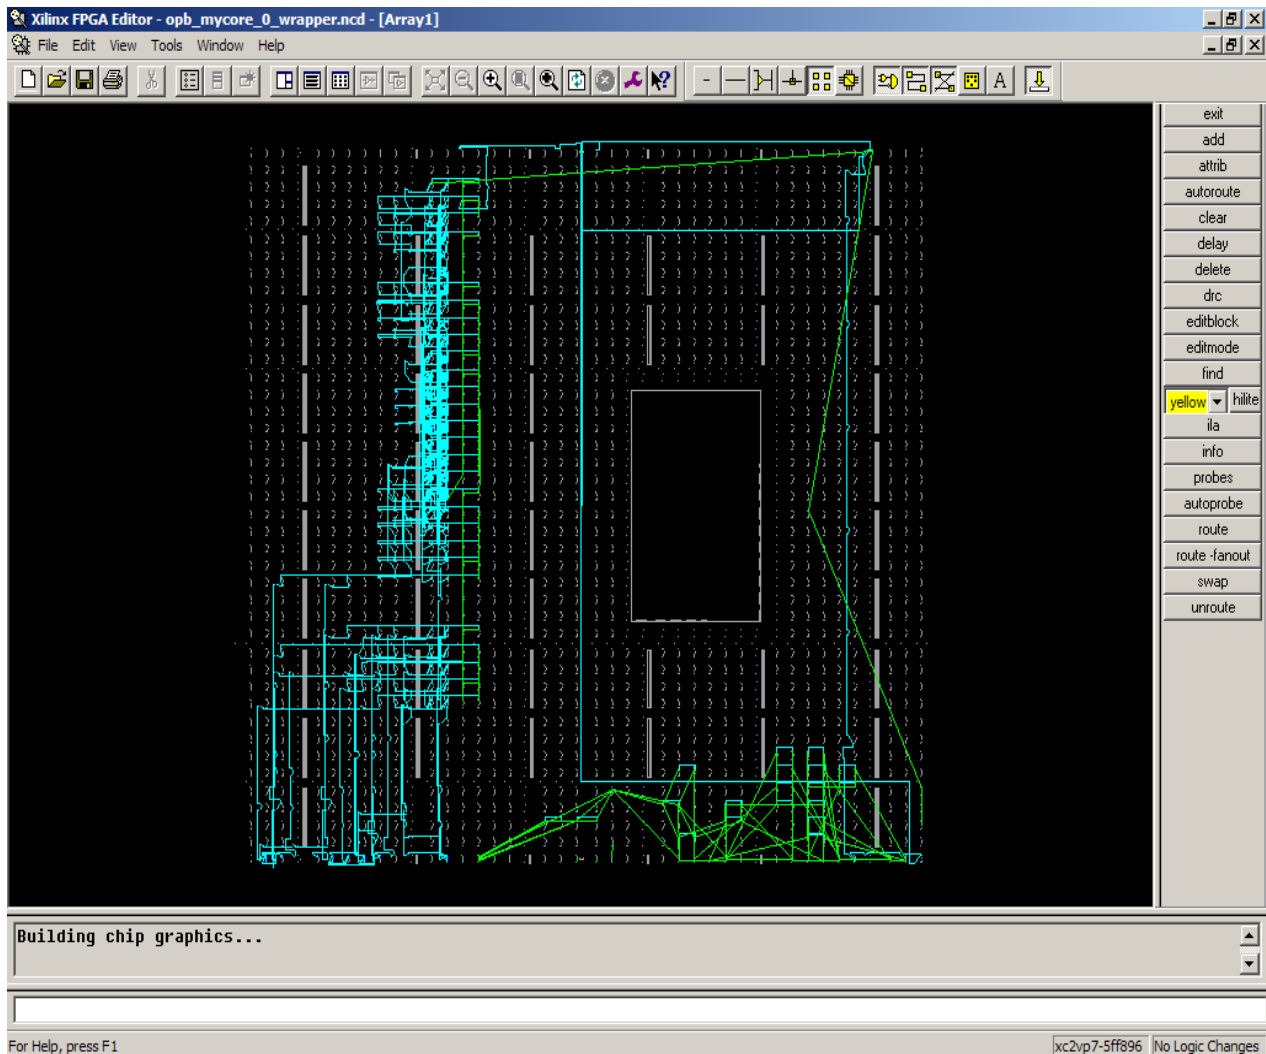 Xilinx FPGA Editor - opb_mycore_0_wrapper.ncd - [Array1]
File Edit View Tools Window Help
A
exit
add
attrib
autoroute
clear
delay
delete
drc
editblock
editmode
find
yellow hilite
ila
info
probes
autoprobe
route
route -fanout
swap
unroute
Building chip graphics...
For Help, press F1
xc2vp7-5ff896 No Logic Changes